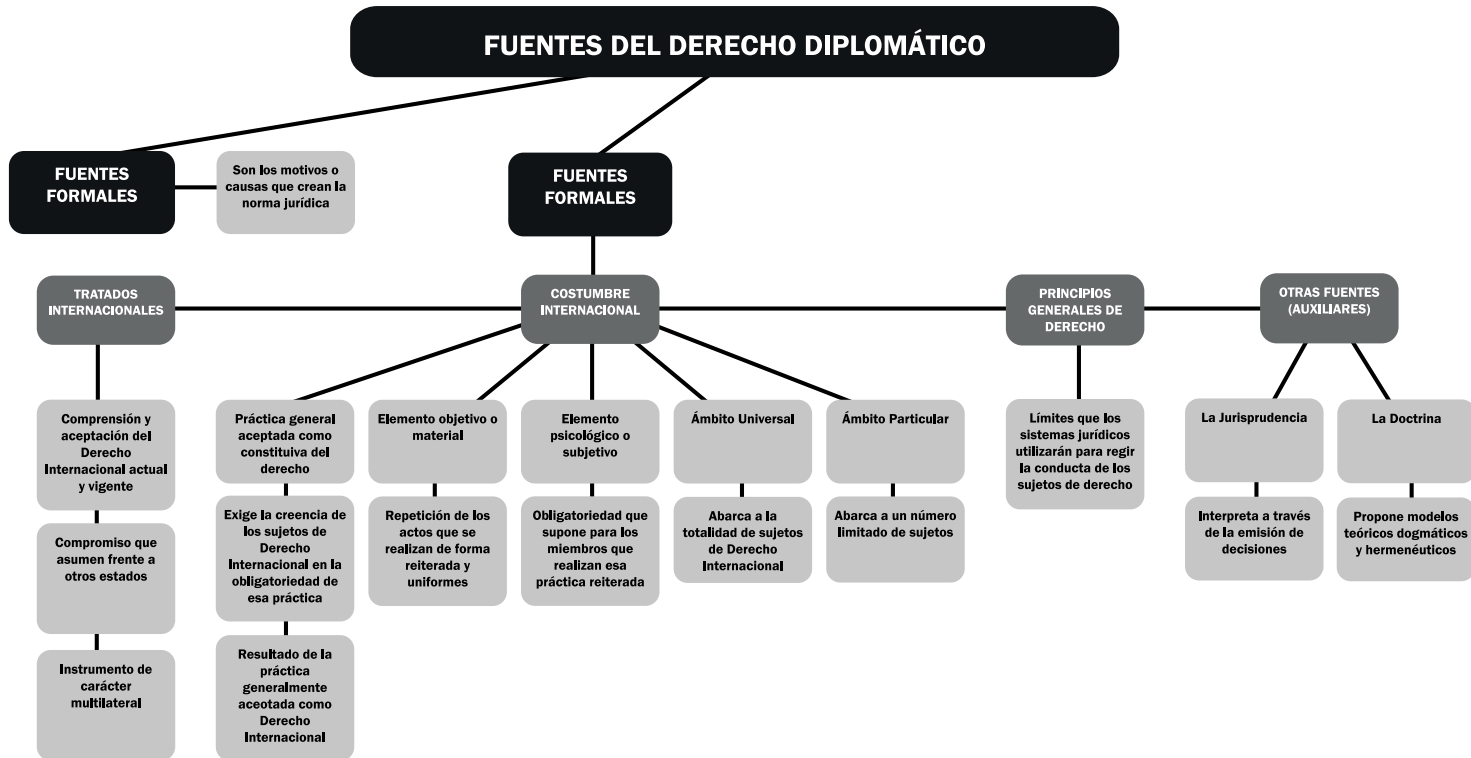 FUENTES DEL DERECHO DIPLOMÁTICO
FUENTES
FORMALES
Son los motivos o
causas que crean la
norma jurídica
FUENTES
FORMALES
TRATADOS
INTERNACIONALES
COSTUMBRE
INTERNACIONAL
PRINCIPIOS
GENERALES DE
DERECHO
OTRAS FUENTES
(AUXILIARES)
Comprensión y
aceptación del
Derecho
Internacional actual
y vigente
Práctica general
aceptada como
constituiva del
derecho
Elemento objetivo o
material
Elemento
psicológico o
subjetivo
Ámbito Universal
Ámbito Particular
Límites que los
sistemas jurídicos
utilizarán para regir
la conducta de los
sujetos de derecho
La Jurisprudencia
La Doctrina
Compromiso que
asumen frente a
otros estados
Exige la creencia de
los sujetos de
Derecho
Internacional en la
obligatoriedad de
esa práctica
Repetición de los
actos que se
realizan de forma
reiterada y
uniformes
Obligatoriedad que
supone para los
miembros que
realizan esa
práctica reiterada
Abarca a la
totalidad de sujetos
de Derecho
Internacional
Abarca a un número
limitado de sujetos
Interpreta a través
de la emisión de
decisiones
Propone modelos
teóricos dogmáticos
y hermenéuticos
Instrumento de
carácter
multilateral
Resultado de la
práctica
generalmente
aceotada como
Derecho
Internacional